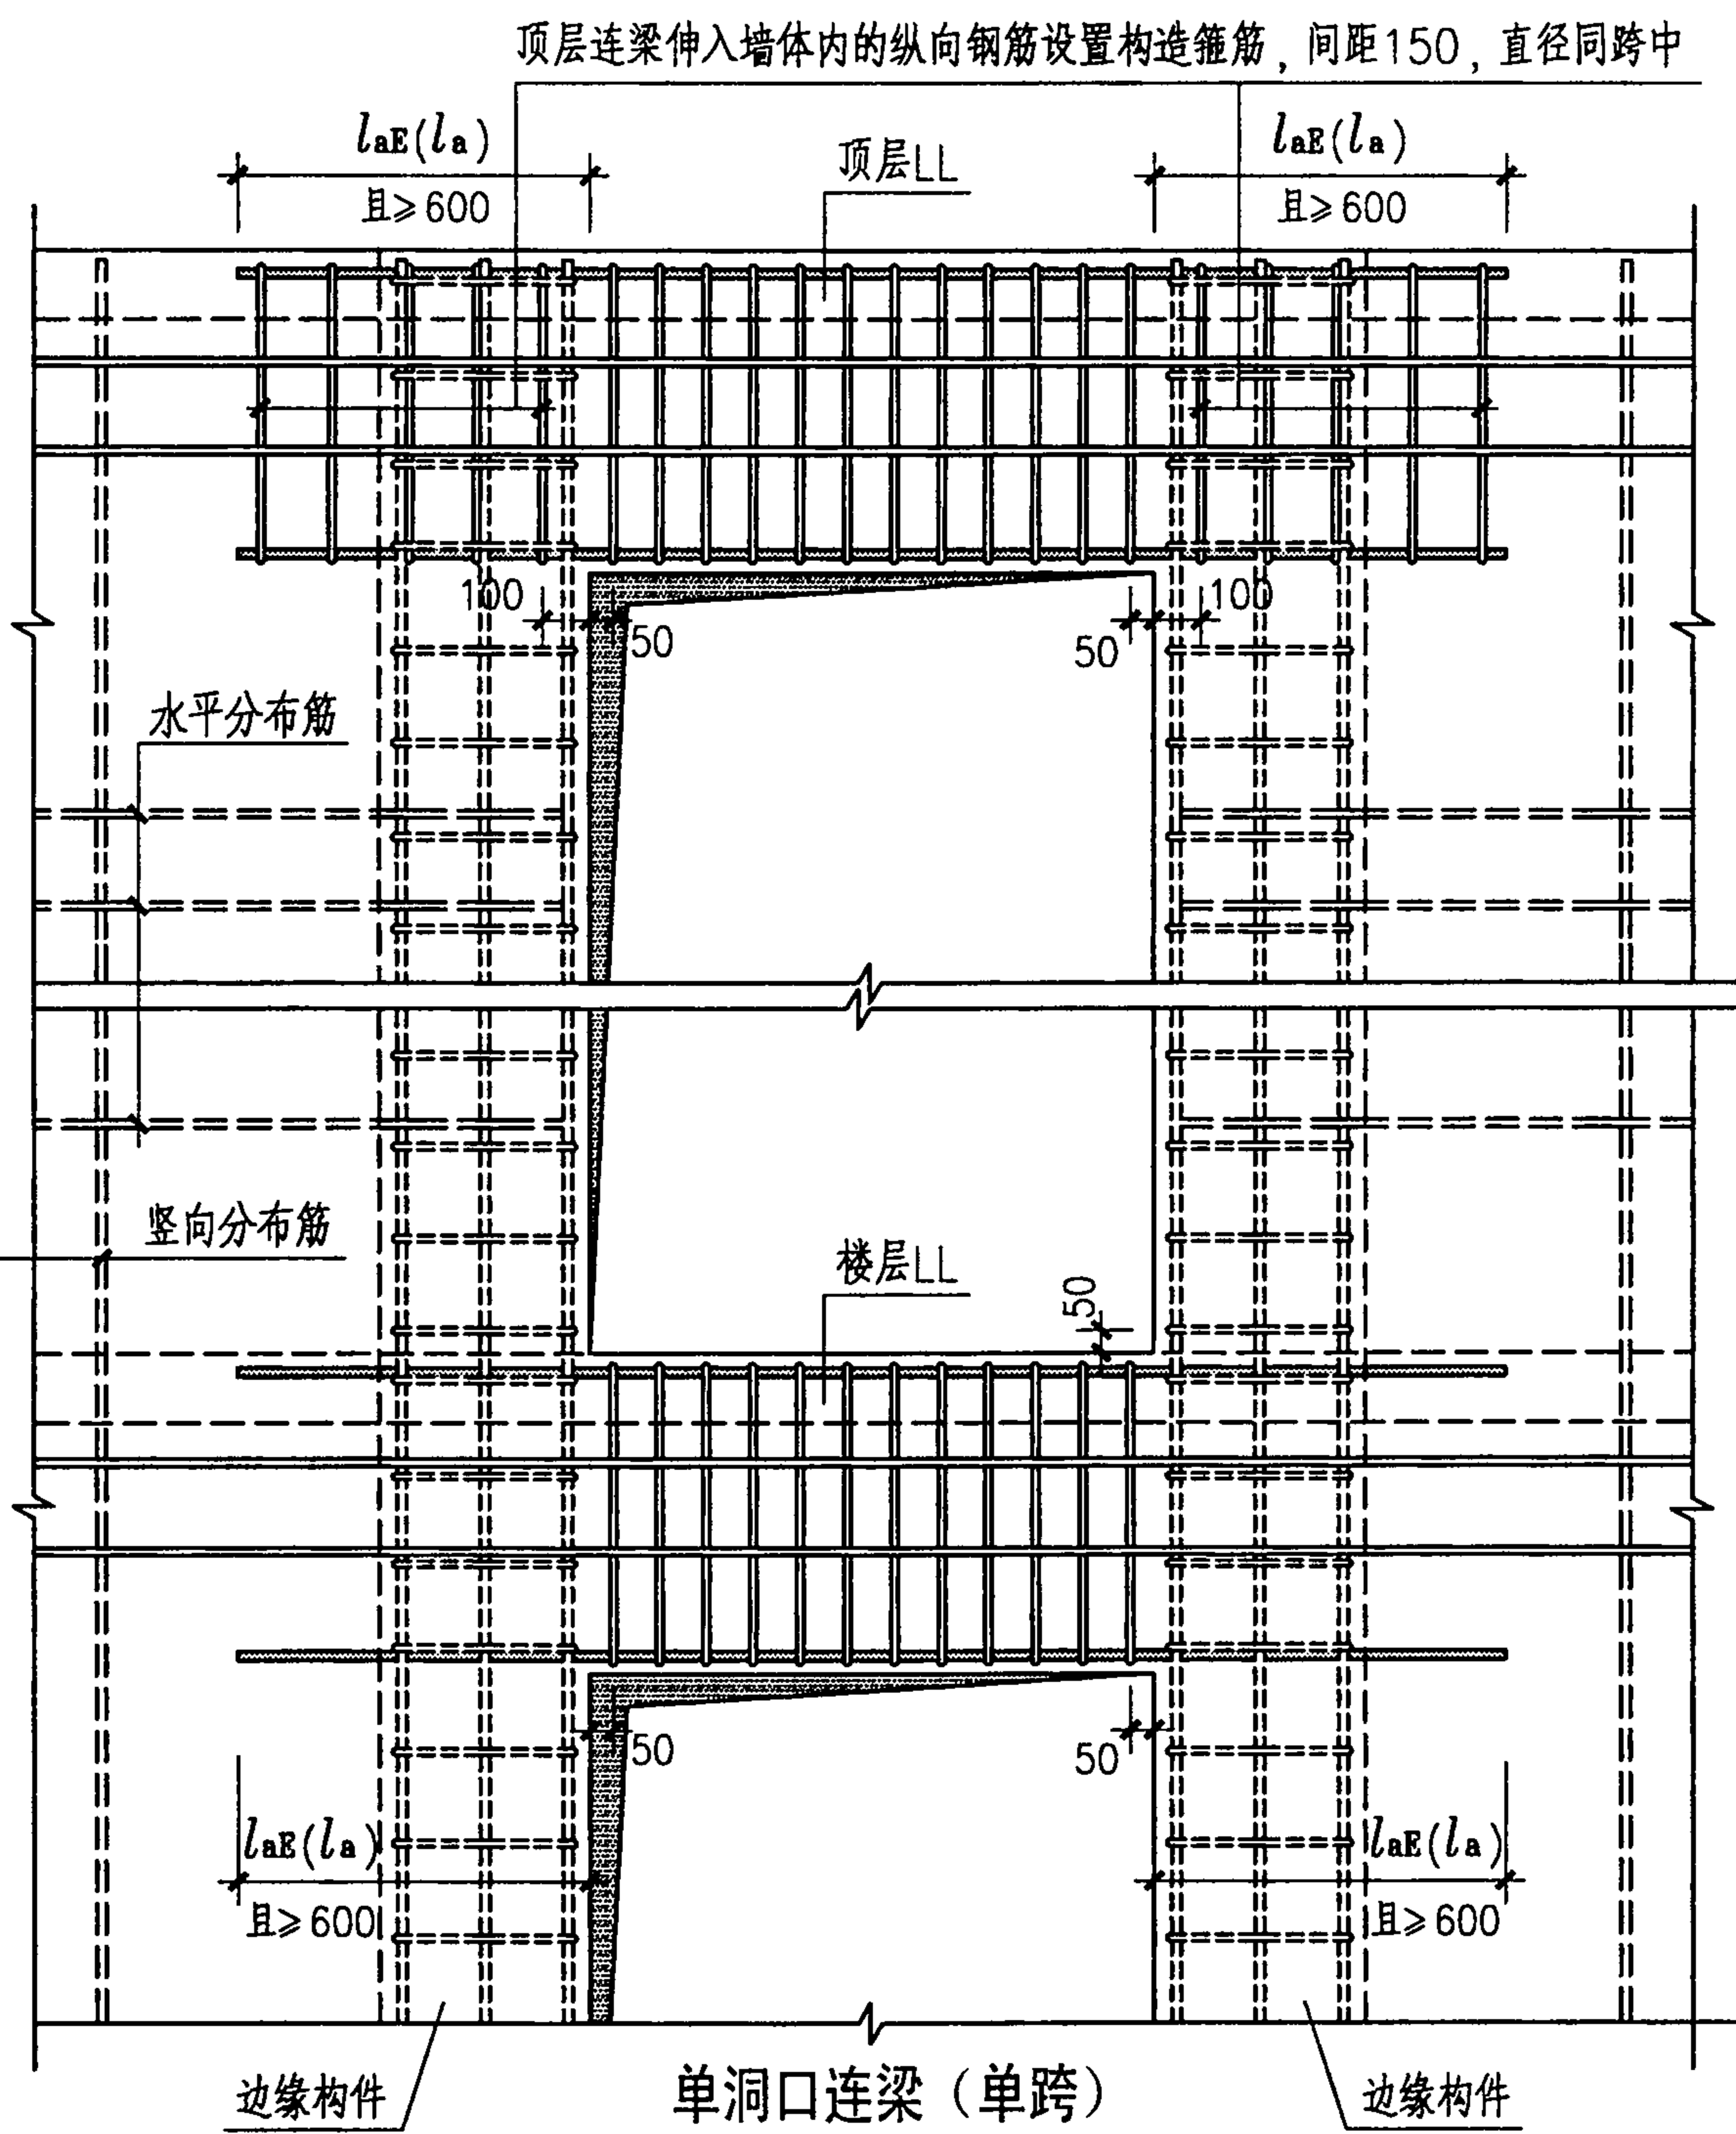 顶层连梁伸入墙体内的纵向钢筋设置构造箍筋, 间距150, 直径同跨中
laE(la)
且≥600
顶层LL
laE(la)
且≥600
100
50
50
100
水平分布筋
竖向分布筋
楼层LL
50
50
50
laE(la)
且≥600
laE(la)
且≥600
边缘构件
单洞口连梁（单跨）
边缘构件